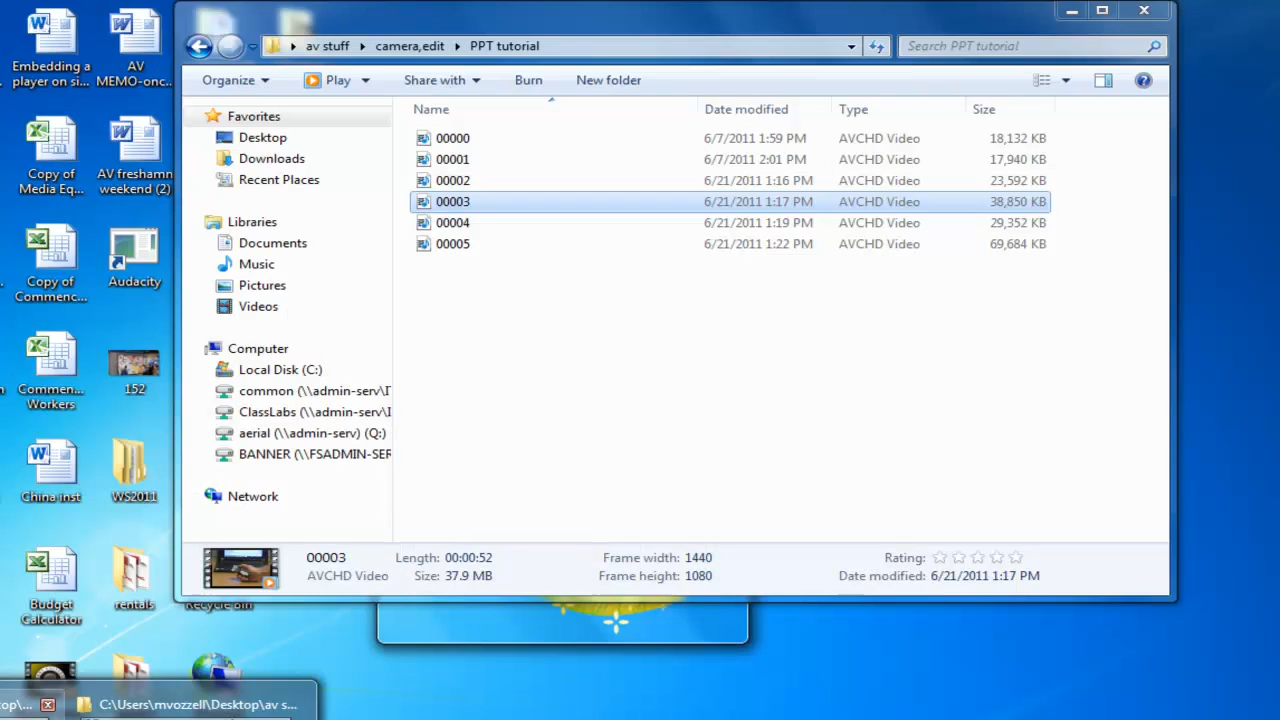 av stuff camera,edit PPT tutorial
Search PPT tutorial
Organize Play Share with Burn New folder
Name Date modified Type Size
Favorites
Desktop
Downloads
Recent Places
Libraries
Documents
Music
Pictures
Videos
Computer
Local Disk (C:)
common (\\admin-serv\
ClassLabs (\\admin-serv\
aerial (\\admin-serv) (Q:)
BANNER (\\FSADMIN-SER
Network
00000 6/7/2011 1:59 PM AVCHD Video 18,132 KB
00001 6/7/2011 2:01 PM AVCHD Video 17,940 KB
00002 6/21/2011 1:16 PM AVCHD Video 23,592 KB
00003 6/21/2011 1:17 PM AVCHD Video 38,850 KB
00004 6/21/2011 1:19 PM AVCHD Video 29,352 KB
00005 6/21/2011 1:22 PM AVCHD Video 69,684 KB
00003 Length: 00:00:52 Frame width: 1440 Rating:
AVCHD Video Size: 37.9 MB Frame height: 1080 Date modified: 6/21/2011 1:17 PM
Embedding a
player on si...
AV
MEMO-onc...
Copy of
Media Eq...
AV freshamn
weekend (2)
Copy of
Commenc...
Audacity
Commen...
Workers
152
China inst
WS2011
Budget
Calculator
rentals
Recycle Bin
top\...
C:\Users\mvozzell\Desktop\av s...